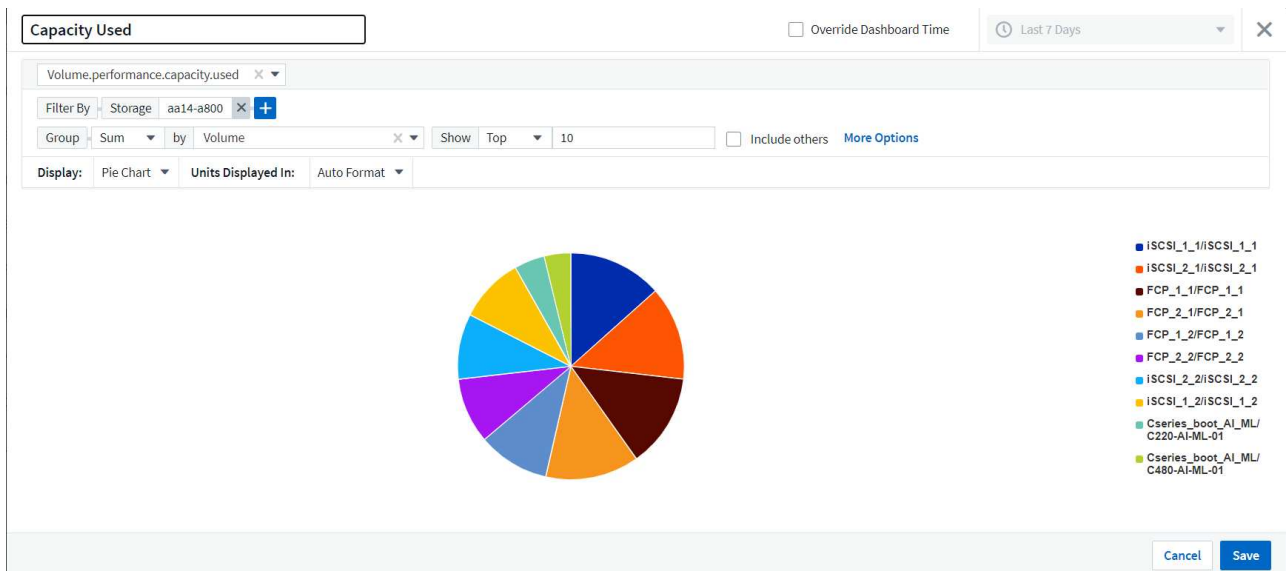 Capacity Used
Override Dashboard Time
Last 7 Days
Volume.performance.capacity.used
Filter By Storage aa14-a800
Group Sum by Volume Show Top 10 Include others More Options
Display: Pie Chart Units Displayed In: Auto Format
iSCSI_1_1/iSCSI_1_1
iSCSI_2_1/iSCSI_2_1
FCP_1_1/FCP_1_1
FCP_2_1/FCP_2_1
FCP_1_2/FCP_1_2
FCP_2_2/FCP_2_2
iSCSI_2_2/iSCSI_2_2
iSCSI_1_2/iSCSI_1_2
Cseries_boot_AI_ML/
C220-AI-ML-01
Cseries_boot_AI_ML/
C480-AI-ML-01
Cancel Save